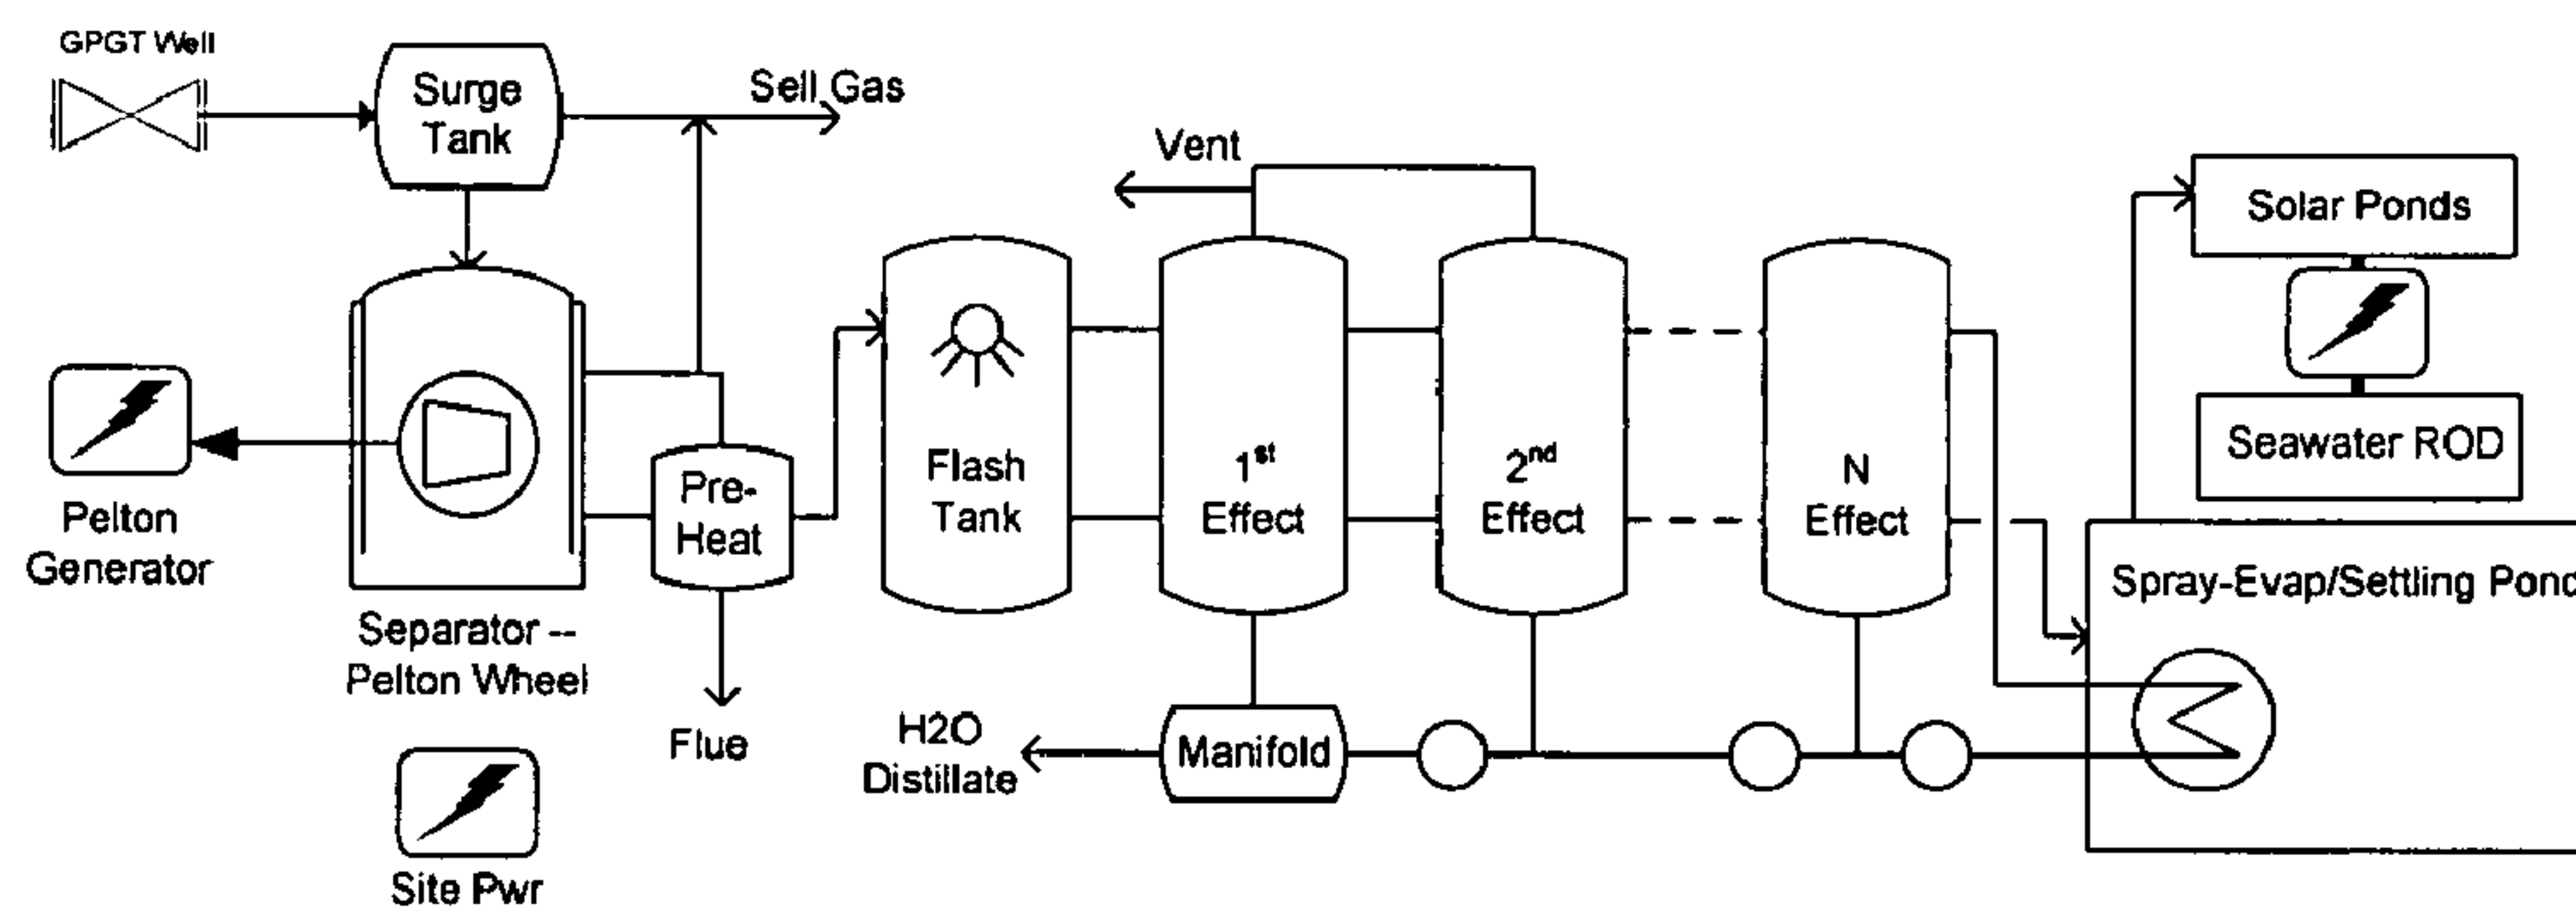 GPGT Well
Surge
Tank
Sell Gas
Vent
Solar Ponds
Seawater ROD
Pelton
Generator
Separator --
Pelton Wheel
Pre-
Heat
Flue
Flash
Tank
1st
Effect
2nd
Effect
N
Effect
Spray-Evap/Settling Pond
H2O
Distillate
Manifold
Site Pwr